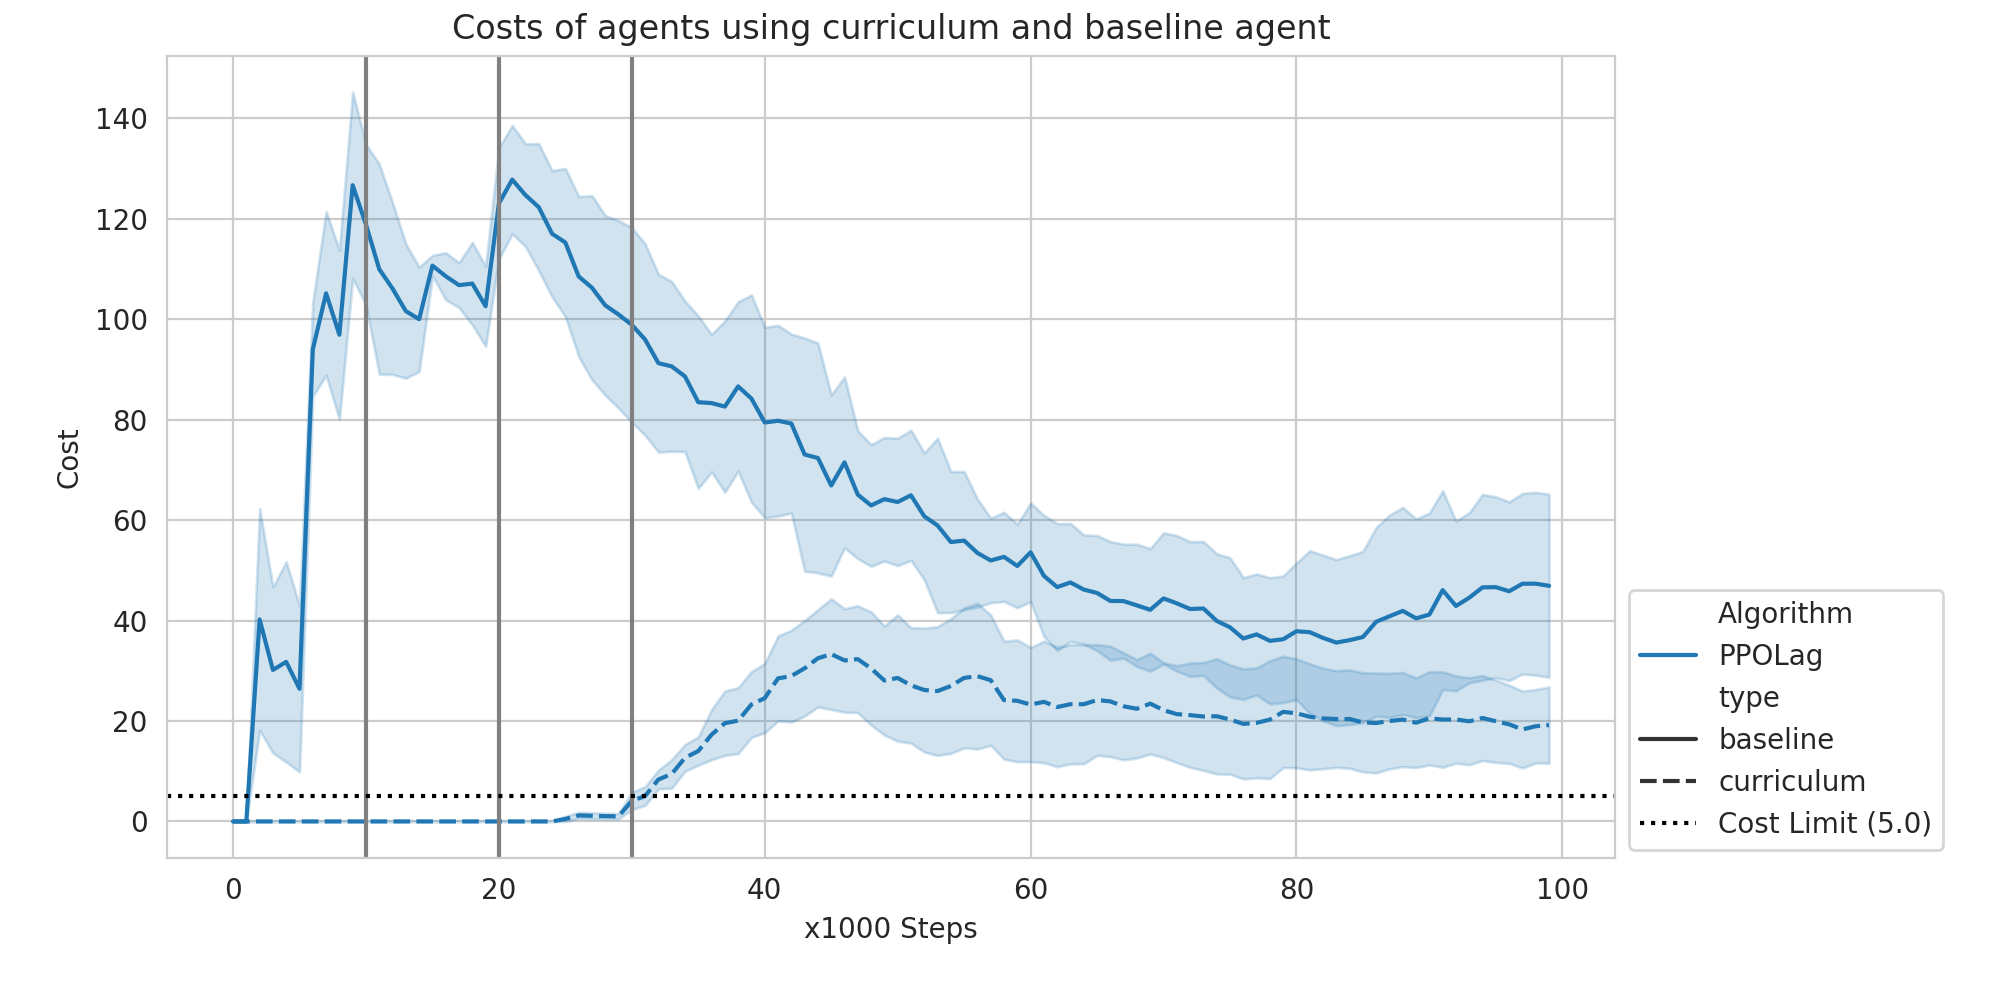 Costs of agents using curriculum and baseline agent
140
120
100
80
60
40
20
0
Cost
0 20 40 60 80 100
x1000 Steps
Algorithm
PPOLag
type
baseline
curriculum
Cost Limit (5.0)